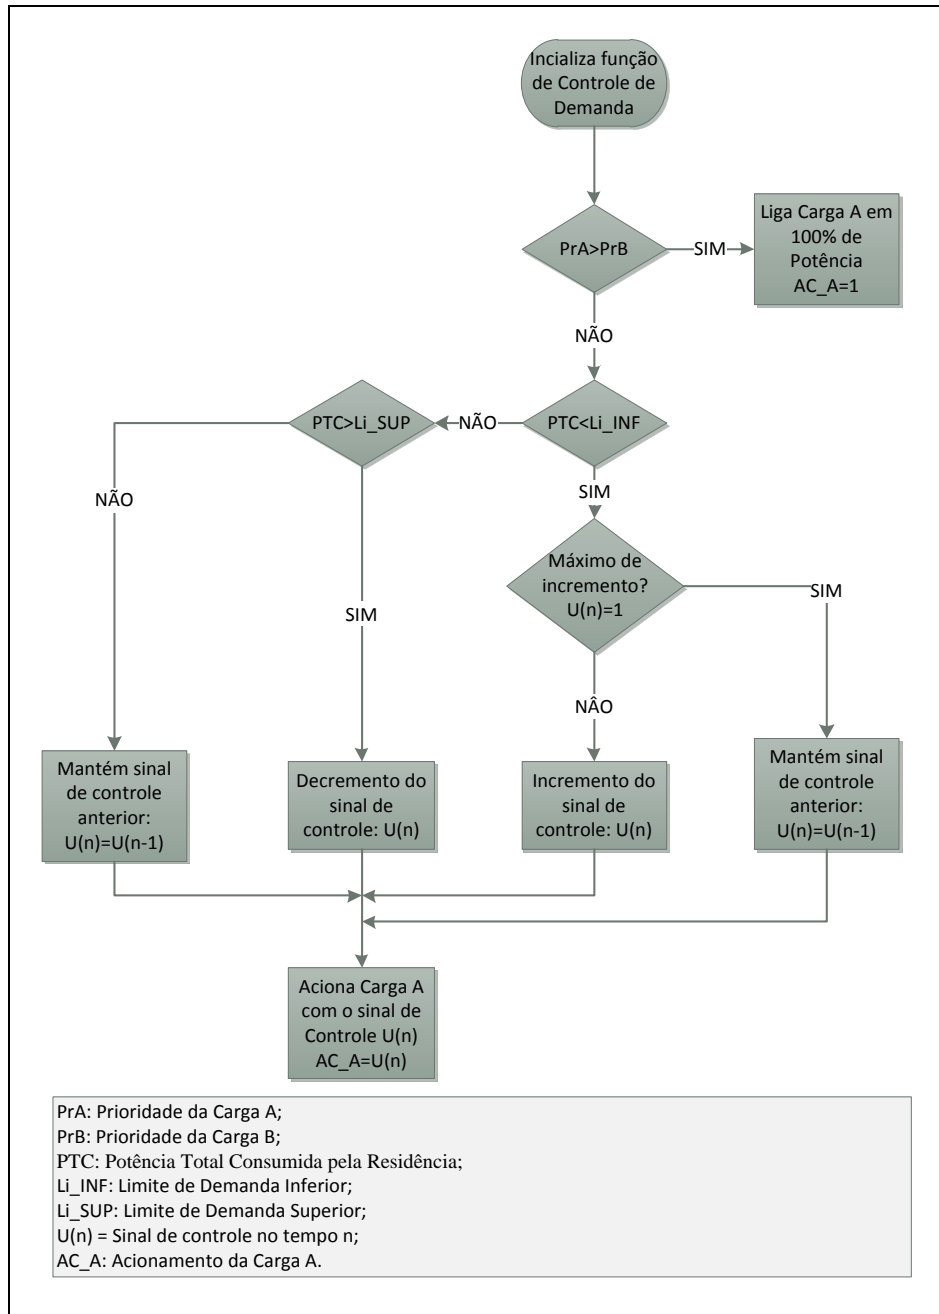 Incializa função
de Controle de
Demanda
PrA>PrB
SIM
Liga Carga A em
100% de
Potência
AC_A=1
NÃO
PTC>Li_SUP
NÃO
PTC<Li_INF
NÃO
SIM
Máximo de
incremento?
U(n)=1
SIM
SIM
NÂO
Mantém sinal
de controle
anterior:
U(n)=U(n-1)
Decremento do
sinal de
controle: U(n)
Incremento do
sinal de
controle: U(n)
Mantém sinal
de controle
anterior:
U(n)=U(n-1)
Aciona Carga A
com o sinal de
Controle U(n)
AC_A=U(n)
PrA: Prioridade da Carga A;
PrB: Prioridade da Carga B;
PTC: Potência Total Consumida pela Residência;
Li_INF: Limite de Demanda Inferior;
Li_SUP: Limite de Demanda Superior;
U(n) = Sinal de controle no tempo n;
AC_A: Acionamento da Carga A.